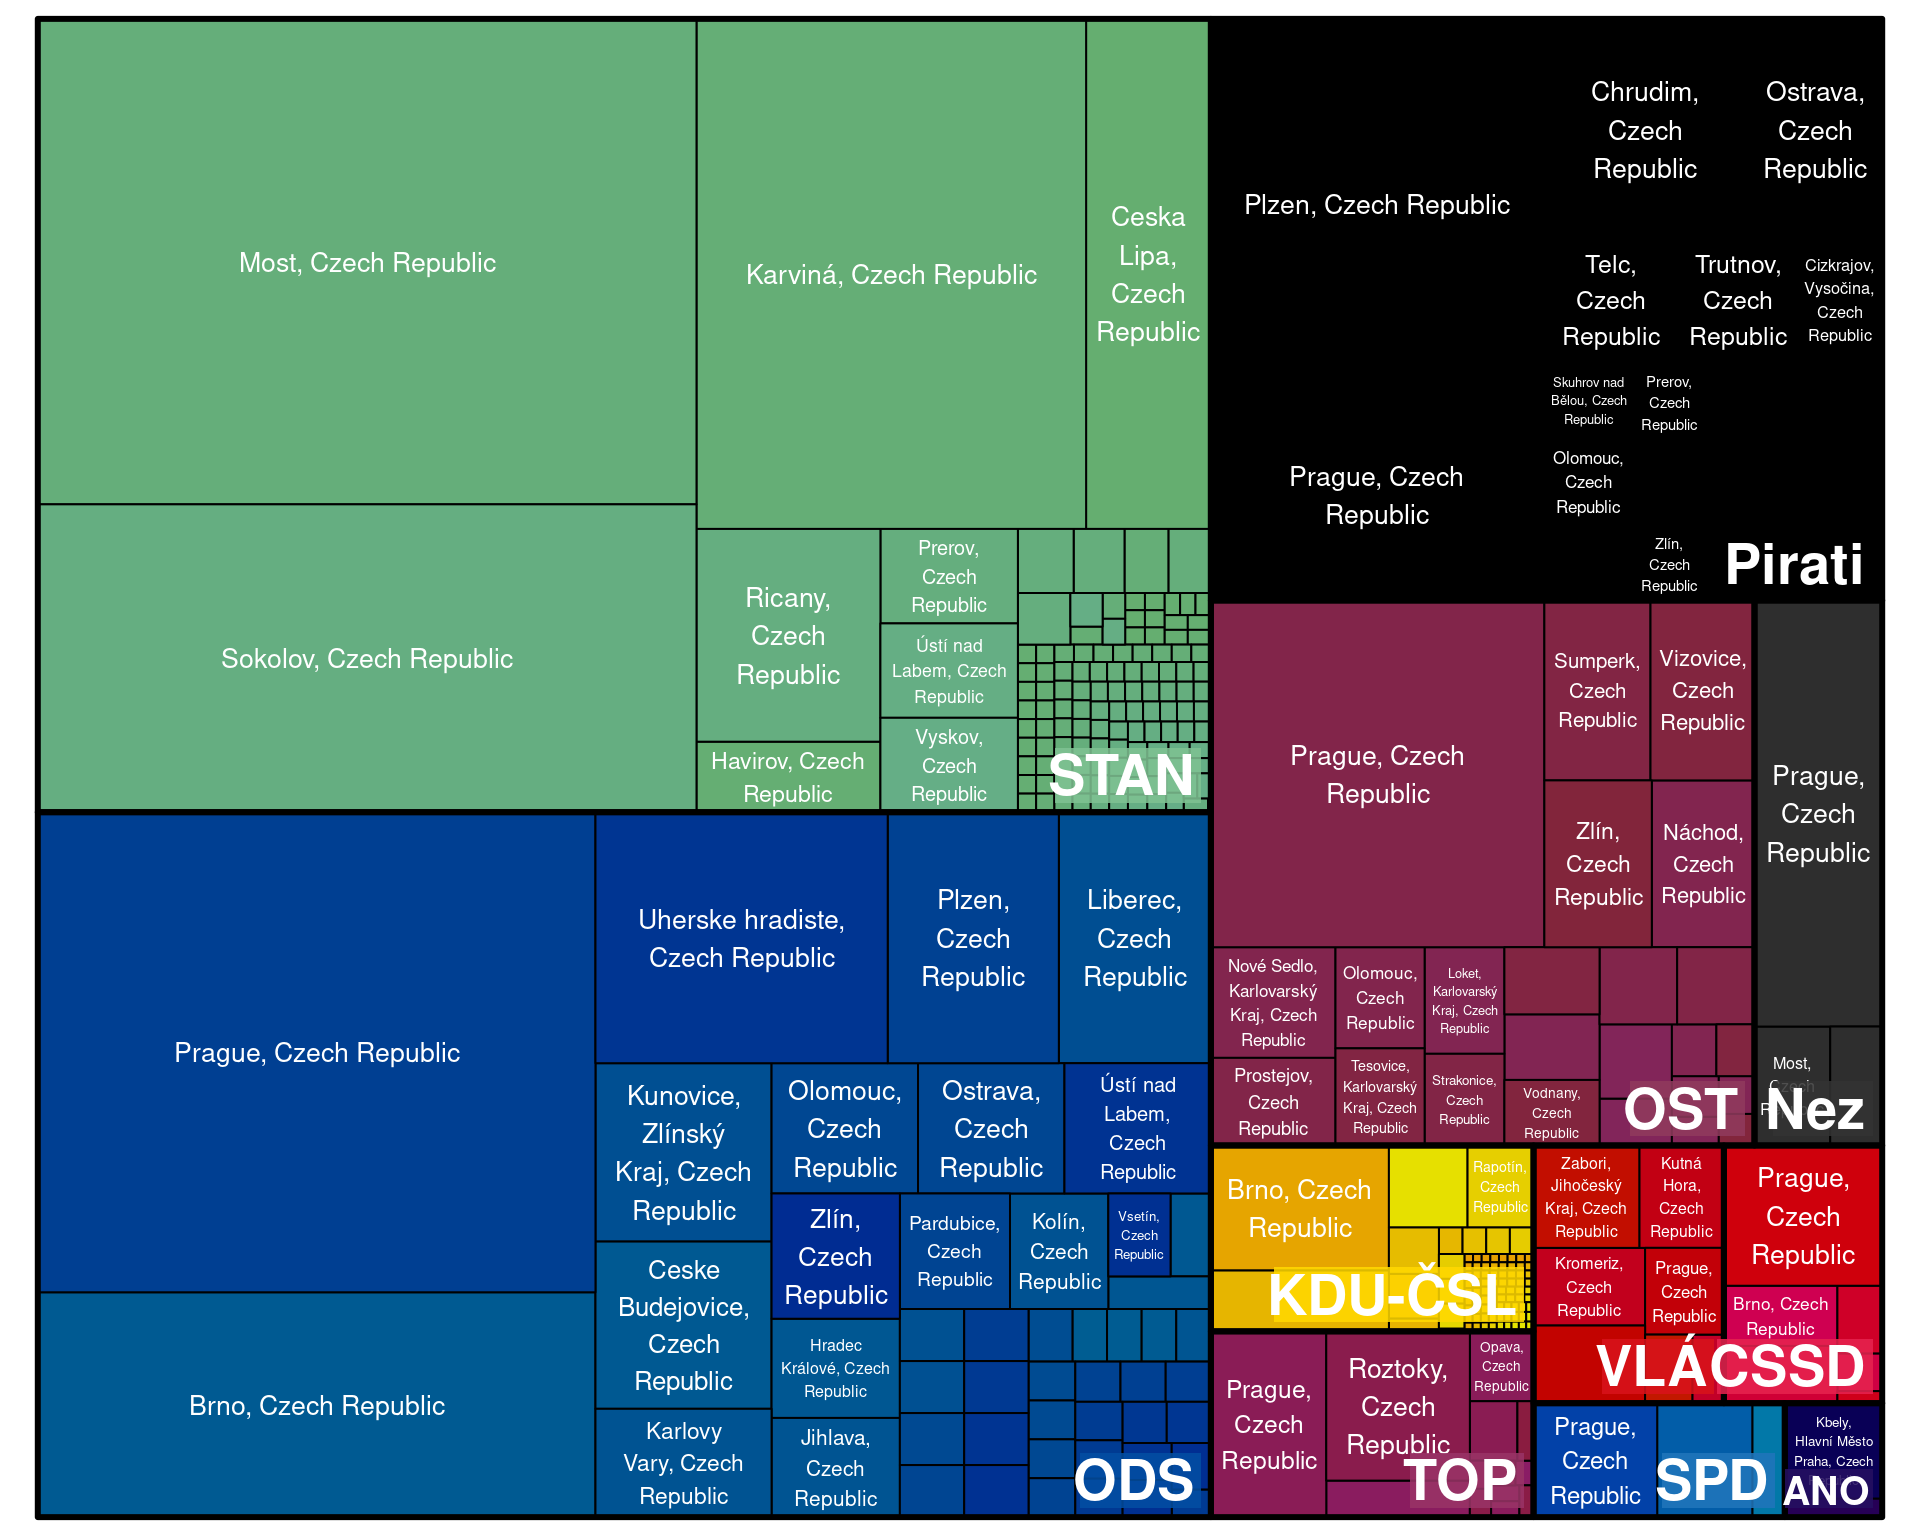 Most, Czech Republic
Sokolov, Czech Republic
Karviná, Czech Republic
Ceska
Lipa,
Czech
Republic
Ricany,
Czech
Republic
Havirov, Czech
Republic
Prerov,
Czech
Republic
Ústí nad
Labem, Czech
Republic
Vyskov,
Czech
Republic
STAN
Prague, Czech Republic
Brno, Czech Republic
Uherske hradiste,
Czech Republic
Plzen,
Czech
Republic
Liberec,
Czech
Republic
Kunovice,
Zlínský
Kraj, Czech
Republic
Ceske
Budejovice,
Czech
Republic
Karlovy
Vary, Czech
Republic
Olomouc,
Czech
Republic
Ostrava,
Czech
Republic
Ústí nad
Labem,
Czech
Republic
Zlín,
Czech
Republic
Hradec
Králové, Czech
Republic
Jihlava,
Czech
Republic
Pardubice,
Czech
Republic
Kolín,
Czech
Republic
Vsetín,
Czech
Republic
ODS
Plzen, Czech Republic
Prague, Czech
Republic
Chrudim,
Czech
Republic
Ostrava,
Czech
Republic
Telc,
Czech
Republic
Trutnov,
Czech
Republic
Cizkrajov,
Vysočina,
Czech
Republic
Skuhrov nad
Bělou, Czech
Republic
Prerov,
Czech
Republic
Olomouc,
Czech
Republic
Zlín,
Czech
Republic
Pirati
Prague, Czech
Republic
Sumperk,
Czech
Republic
Vizovice,
Czech
Republic
Zlín,
Czech
Republic
Náchod,
Czech
Republic
Nové Sedlo,
Karlovarský
Kraj, Czech
Republic
Prostejov,
Czech
Republic
Olomouc,
Czech
Republic
Tesovice,
Karlovarský
Kraj, Czech
Republic
Loket,
Karlovarský
Kraj, Czech
Republic
Strakonice,
Czech
Republic
Vodnany,
Czech
Republic
OST
Prague,
Czech
Republic
Most,
Czech
Nez
Brno, Czech
Republic
Rapotín,
Czech
Republic
KDU-ČSL
Prague,
Czech
Republic
Roztoky,
Czech
Republic
Opava,
Czech
Republic
TOP
Zabori,
Jihočeský
Kraj, Czech
Republic
Kutná
Hora,
Czech
Republic
Kromeriz,
Czech
Republic
Prague,
Czech
Republic
VLÁCSSD
Prague,
Czech
Republic
Brno, Czech
Republic
Prague,
Czech
Republic
SPD
Kbely,
Hlavní Město
Praha, Czech
ANO